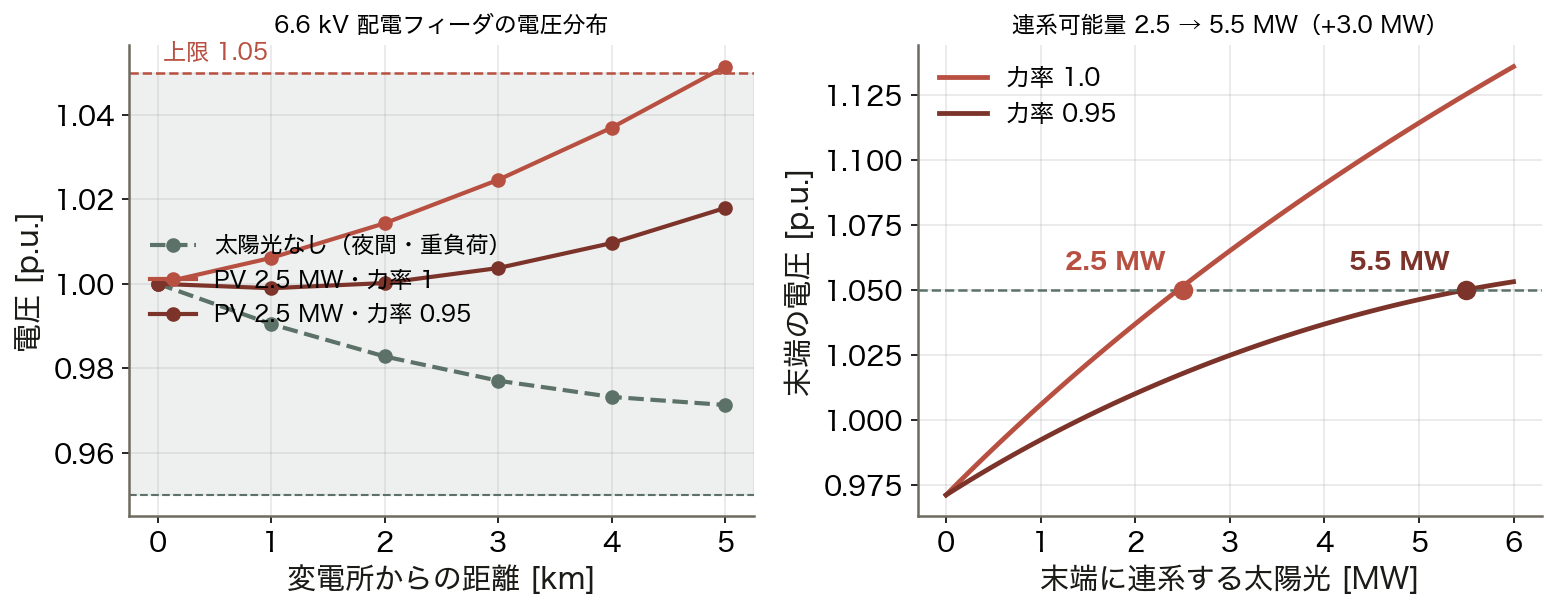 6.6 kV 配電フィーダの電圧分布
上限 1.05
1.04
1.02
1.00
0.98
0.96
電圧 [p.u.]
太陽光なし（夜間・重負荷）
PV 2.5 MW・力率 1
PV 2.5 MW・力率 0.95
0 1 2 3 4 5
変電所からの距離 [km]
連系可能量 2.5 → 5.5 MW（+3.0 MW）
力率 1.0
力率 0.95
1.125
1.100
1.075
1.050
1.025
1.000
0.975
末端の電圧 [p.u.]
2.5 MW
5.5 MW
0 1 2 3 4 5 6
末端に連系する太陽光 [MW]